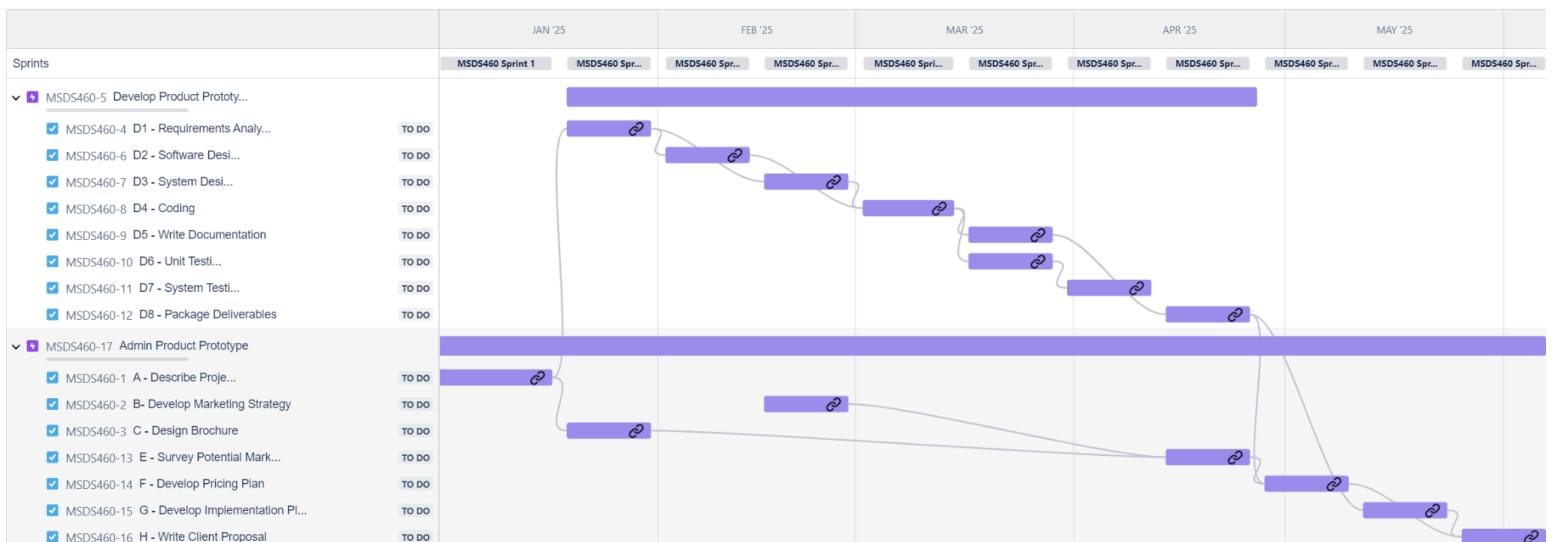 JAN '25 FEB '25 MAR '25 APR '25 MAY '25
Sprints MSDS460 Sprint 1 MSDS460 Spr... MSDS460 Spr... MSDS460 Spr... MSDS460 Spri... MSDS460 Spr... MSDS460 Spr... MSDS460 Spr... MSDS460 Spr... MSDS460 Spr... MSDS460 Spr...
MSDS460-5 Develop Product Prototy...
MSDS460-4 D1 - Requirements Analy... TO DO
MSDS460-6 D2 - Software Desi... TO DO
MSDS460-7 D3 - System Desi... TO DO
MSDS460-8 D4 - Coding TO DO
MSDS460-9 D5 - Write Documentation TO DO
MSDS460-10 D6 - Unit Testi... TO DO
MSDS460-11 D7 - System Testi... TO DO
MSDS460-12 D8 - Package Deliverables TO DO
MSDS460-17 Admin Product Prototype
MSDS460-1 A - Describe Proje... TO DO
MSDS460-2 B- Develop Marketing Strategy TO DO
MSDS460-3 C - Design Brochure TO DO
MSDS460-13 E - Survey Potential Mark... TO DO
MSDS460-14 F - Develop Pricing Plan TO DO
MSDS460-15 G - Develop Implementation Pl... TO DO
MSDS460-16 H - Write Client Proposal TO DO